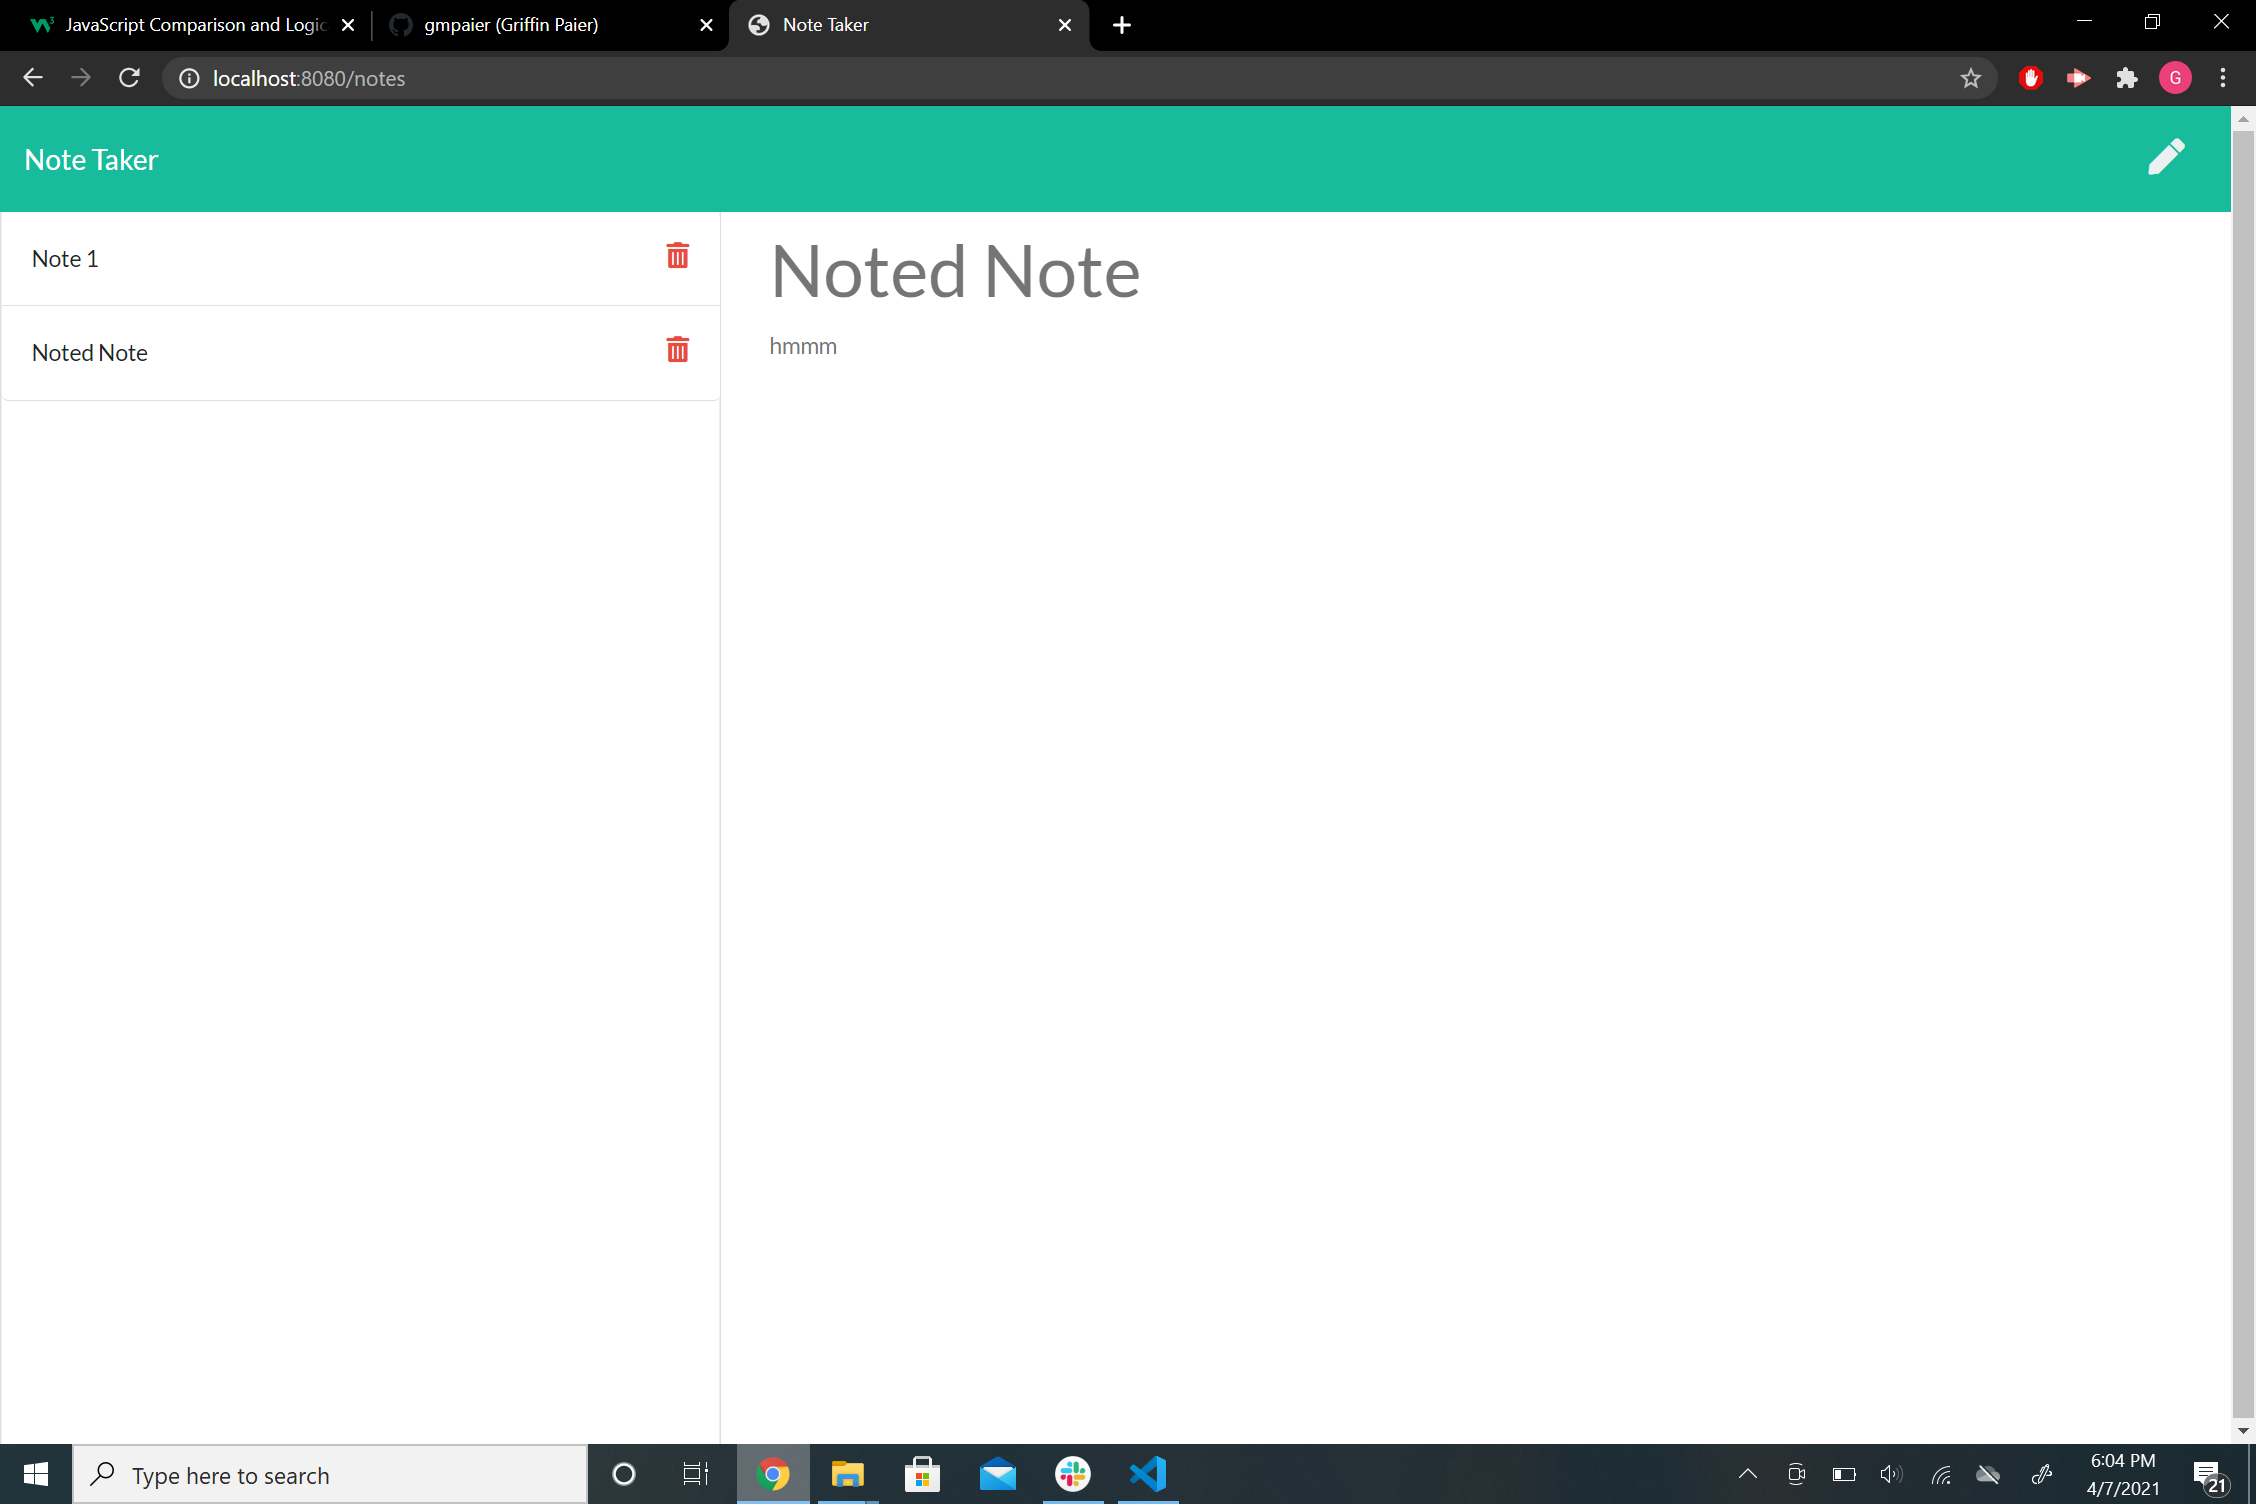 JavaScript Comparison and Logic
gmpaier (Griffin Paier)
Note Taker
localhost:8080/notes
G
Note Taker
Note 1
Noted Note
Noted Note
hmmm
Type here to search
6:04 PM
4/7/2021
21